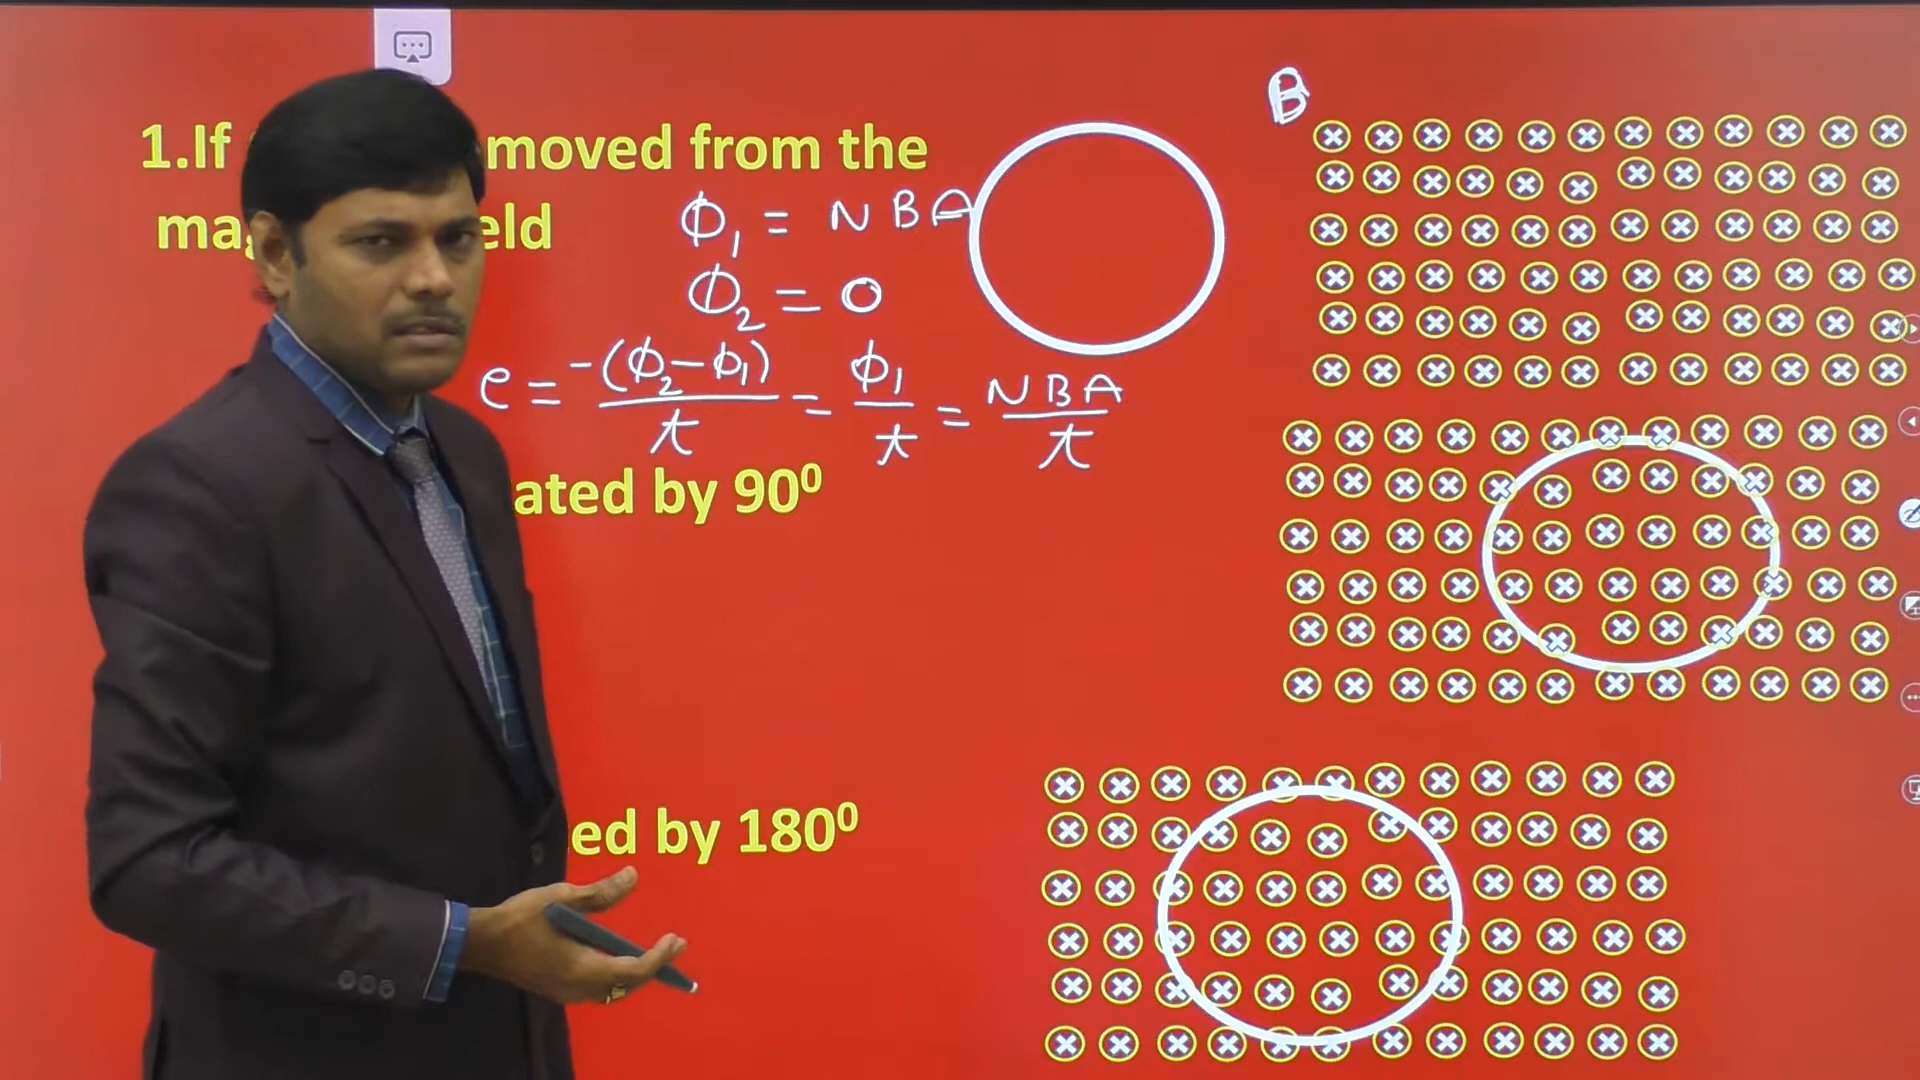 1.If moved from the
B
ϕ₁ = NBA
eld
ϕ₂ = 0
e = -(ϕ₂-ϕ₁)/t = ϕ₁/t = NBA/t
ated by 90⁰
ed by 180⁰